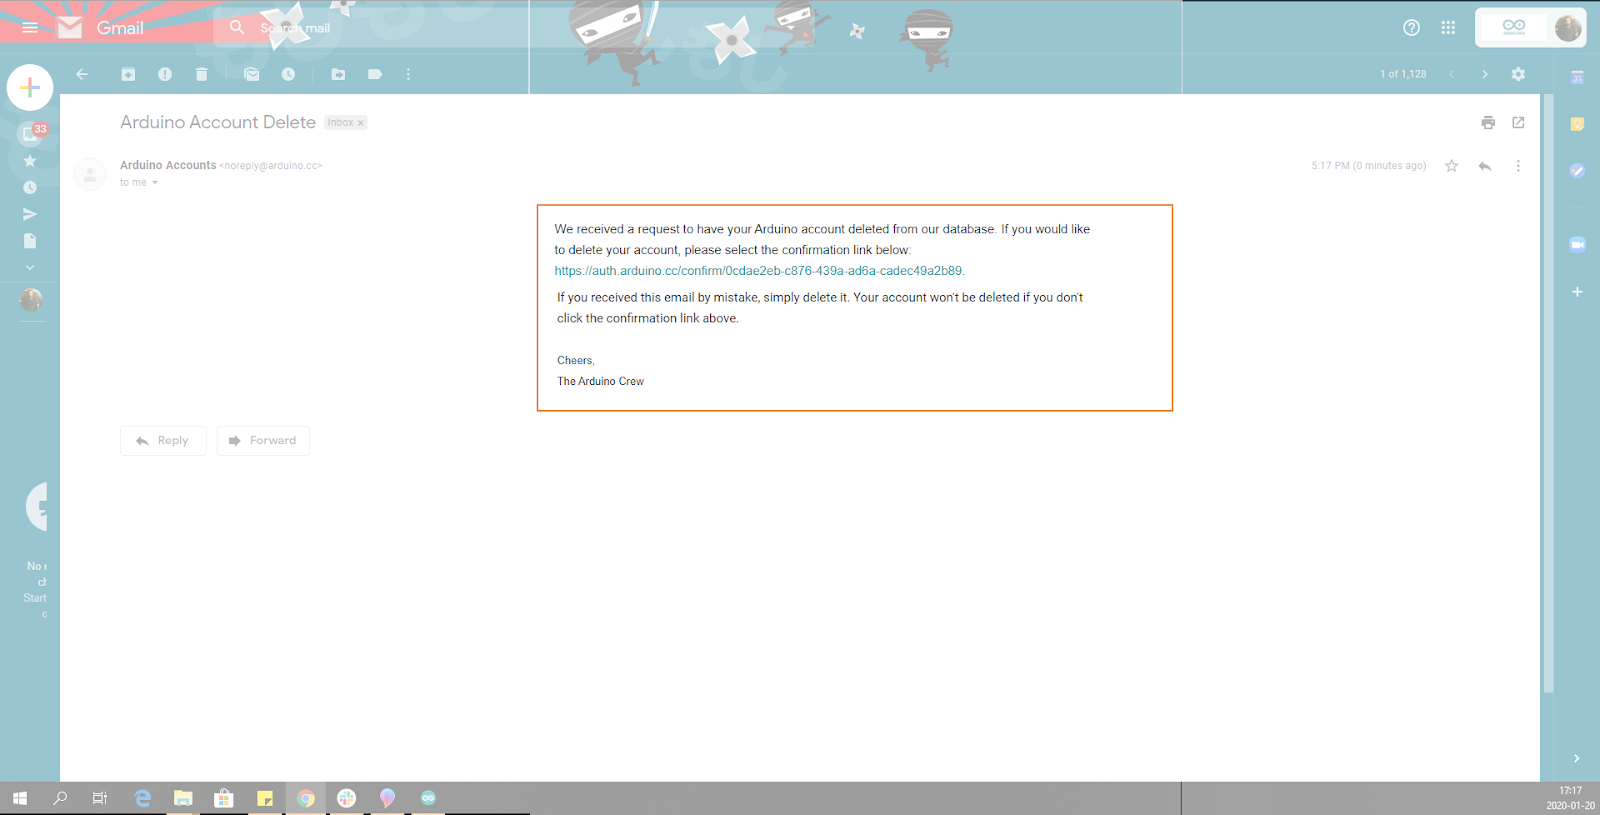 Gmail
Search mail
ARDUINO
1 of 1,128
31
33
Arduino Account Delete
Inbox x
Arduino Accounts <noreply@arduino.cc>
5:17 PM (0 minutes ago)
to me
We received a request to have your Arduino account deleted from our database. If you would like
to delete your account, please select the confirmation link below:
https://auth.arduino.cc/confirm/0cdae2eb-c876-439a-ad6a-cadec49a2b89.
If you received this email by mistake, simply delete it. Your account won't be deleted if you don't
click the confirmation link above.
Cheers,
The Arduino Crew
Reply
Forward
No
Start
17:17
2020-01-20